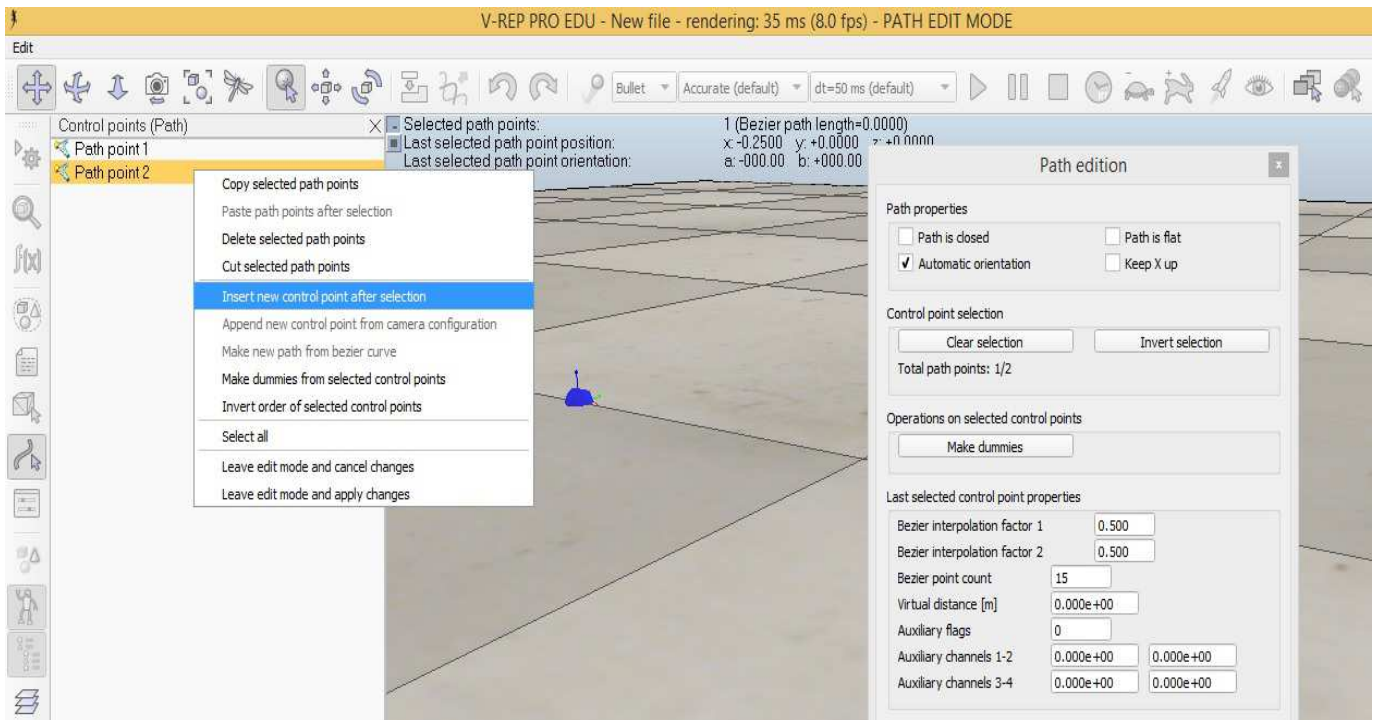 V-REP PRO EDU - New file - rendering: 35 ms (8.0 fps) - PATH EDIT MODE
Edit
Bullet
Accurate (default)
dt=50 ms (default)
Control points (Path)
Path point 1
Path point 2
Selected path points: 1 (Bezier path length=0.0000)
Last selected path point position: x: -0.2500 y: +0.0000 z: +0.0000
Last selected path point orientation: a: -000.00 b: +000.00
Copy selected path points
Paste path points after selection
Delete selected path points
Cut selected path points
Insert new control point after selection
Append new control point from camera configuration
Make new path from bezier curve
Make dummies from selected control points
Invert order of selected control points
Select all
Leave edit mode and cancel changes
Leave edit mode and apply changes
Path edition
Path properties
Path is closed Path is flat
Automatic orientation Keep X up
Control point selection
Clear selection Invert selection
Total path points: 1/2
Operations on selected control points
Make dummies
Last selected control point properties
Bezier interpolation factor 1 0.500
Bezier interpolation factor 2 0.500
Bezier point count 15
Virtual distance [m] 0.000e+00
Auxiliary flags 0
Auxiliary channels 1-2 0.000e+00 0.000e+00
Auxiliary channels 3-4 0.000e+00 0.000e+00
f(x)